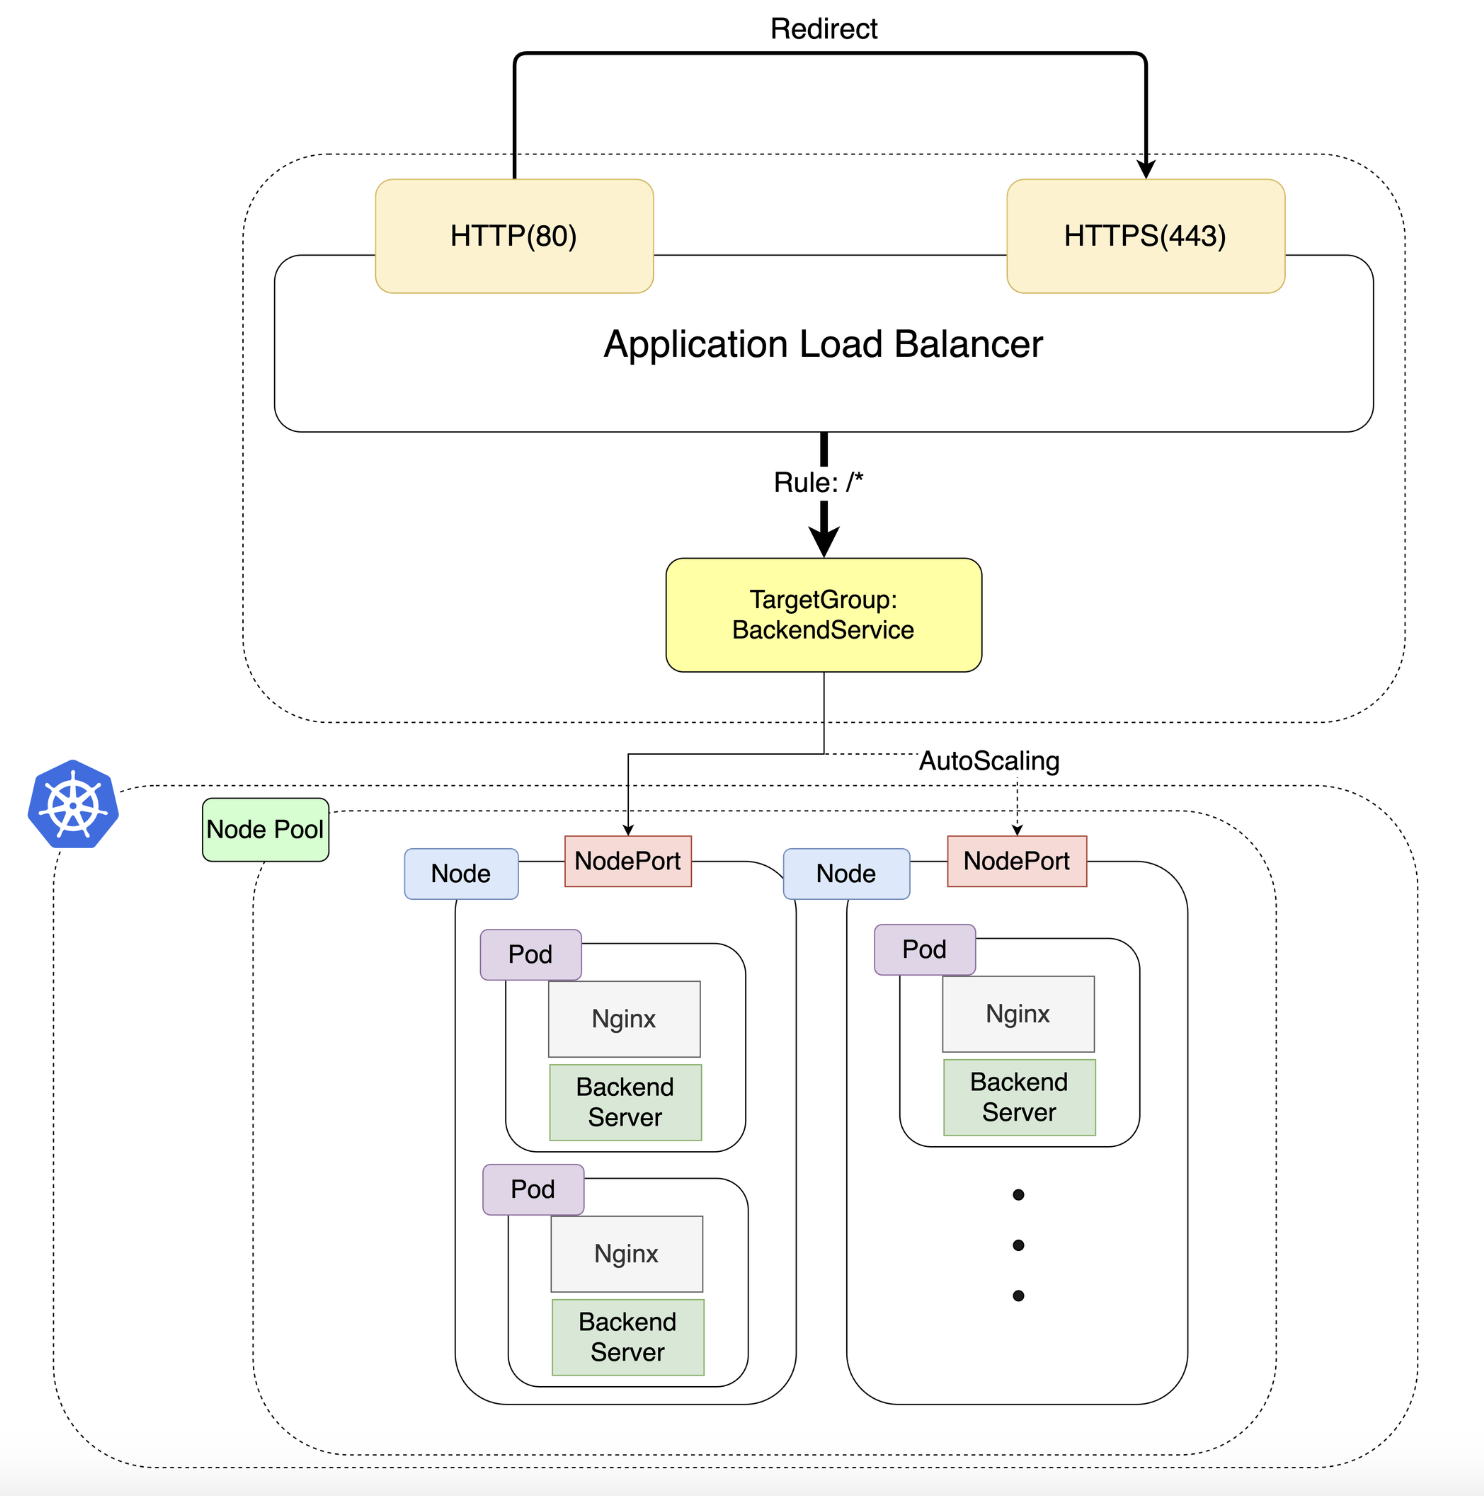 Redirect
HTTP(80)
HTTPS(443)
Application Load Balancer
Rule: /*
TargetGroup:
BackendService
AutoScaling
Node Pool
Node
NodePort
Node
NodePort
Pod
Nginx
Backend
Server
Pod
Nginx
Backend
Server
Pod
Nginx
Backend
Server